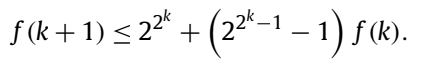 f(k + 1) ≤ 2^{2^k} + (2^{2^k−1} − 1) f(k).